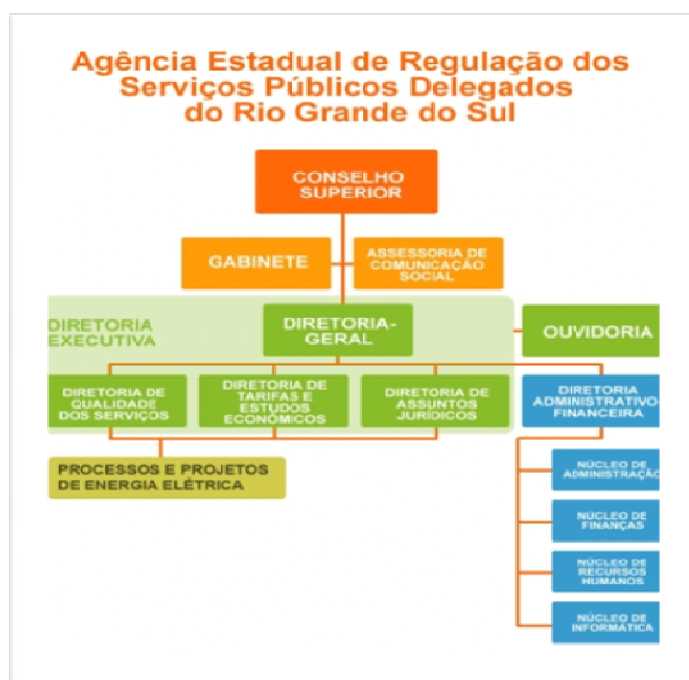 Agência Estadual de Regulação dos
Serviços Públicos Delegados
do Rio Grande do Sul
CONSELHO
SUPERIOR
GABINETE
ASSESSORIA DE
COMUNICAÇÃO
SOCIAL
DIRETORIA
EXECUTIVA
DIRETORIA-
GERAL
OUVIDORIA
DIRETORIA DE
QUALIDADE
DOS SERVIÇOS
DIRETORIA DE
TARIFAS E
ESTUDOS
ECONÔMICOS
DIRETORIA DE
ASSUNTOS
JURÍDICOS
DIRETORIA
ADMINISTRATIVO-
FINANCEIRA
PROCESSOS E PROJETOS
DE ENERGIA ELÉTRICA
NÚCLEO DE
ADMINISTRAÇÃO
NÚCLEO DE
FINANÇAS
NÚCLEO DE
RECURSOS
HUMANOS
NÚCLEO DE
INFORMÁTICA